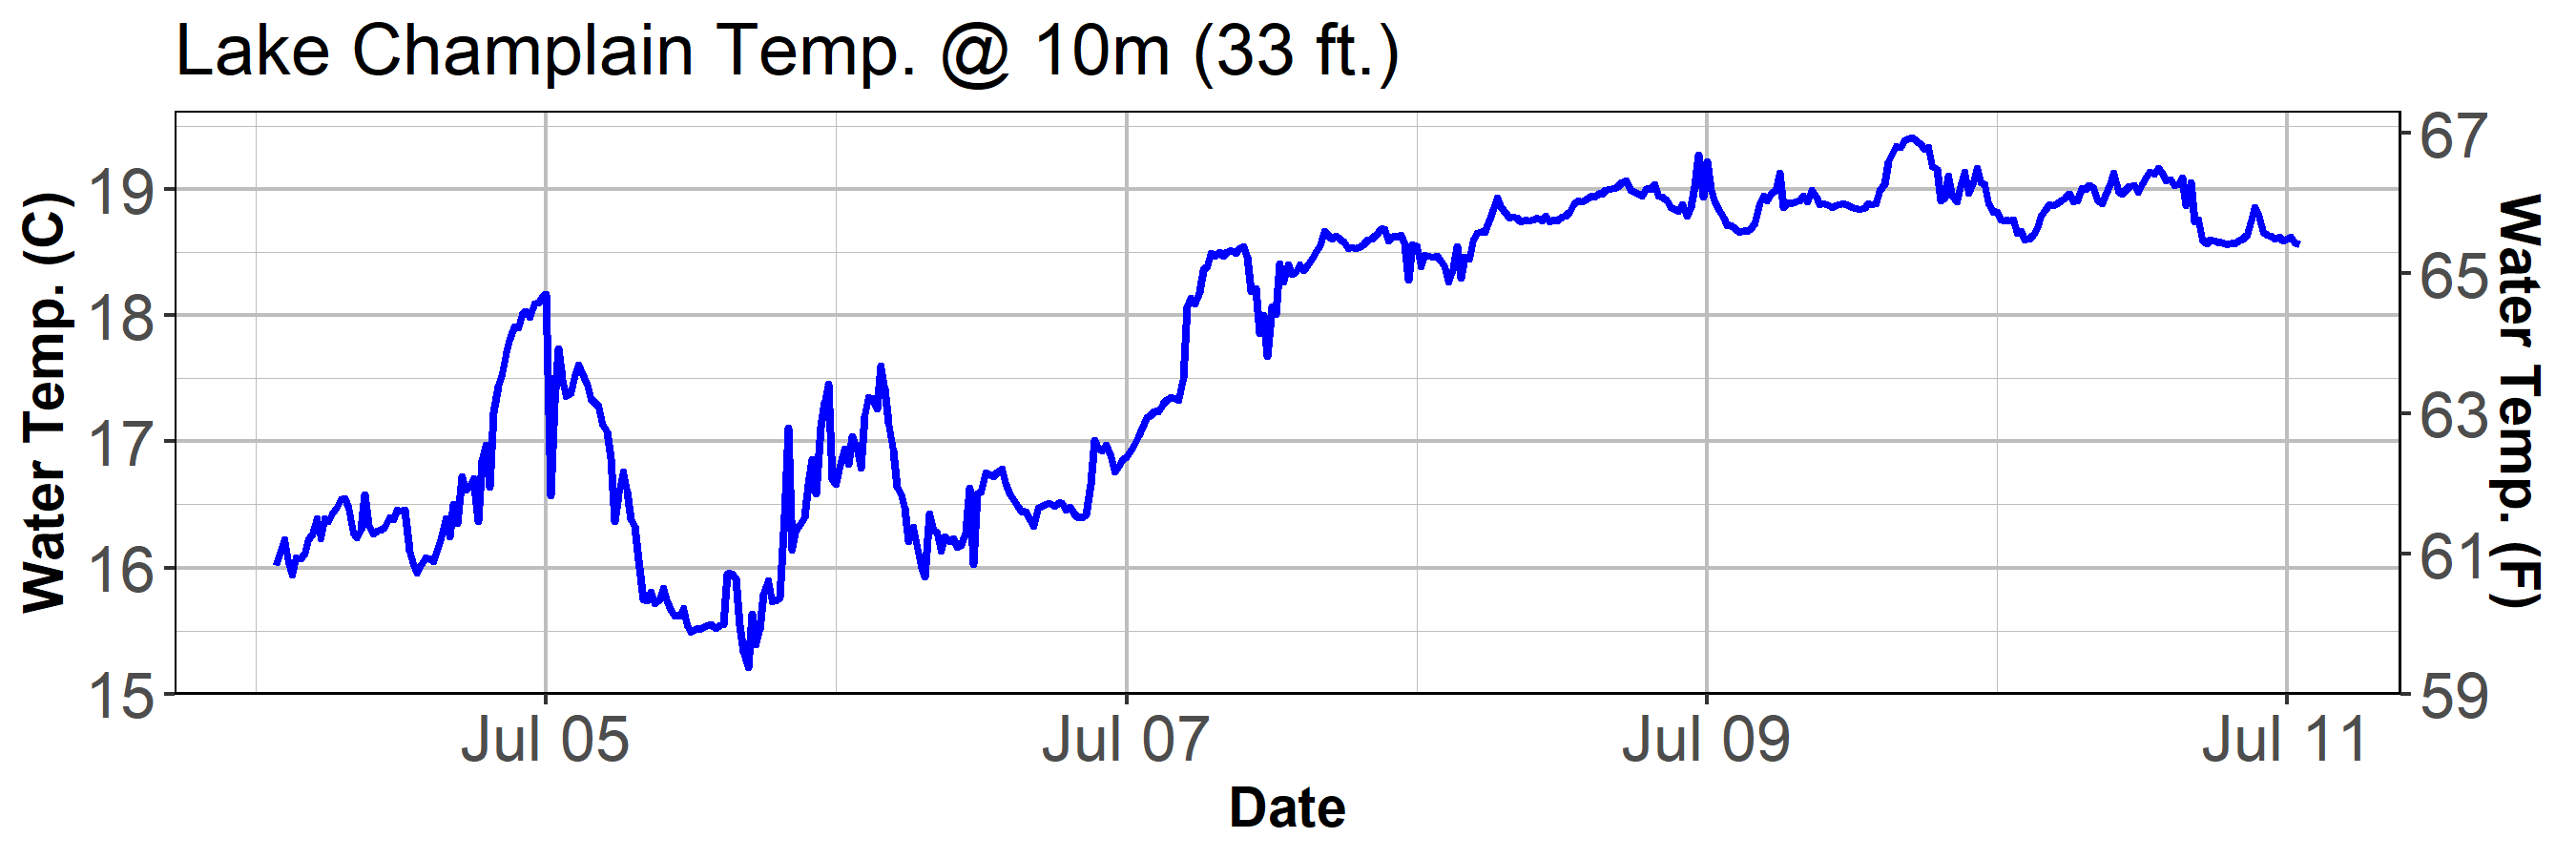 Lake Champlain Temp. @ 10m (33 ft.)
Water Temp. (C)
19
18
17
16
15
67
65
63
61
59
Water Temp. (F)
Jul 05
Jul 07
Jul 09
Jul 11
Date